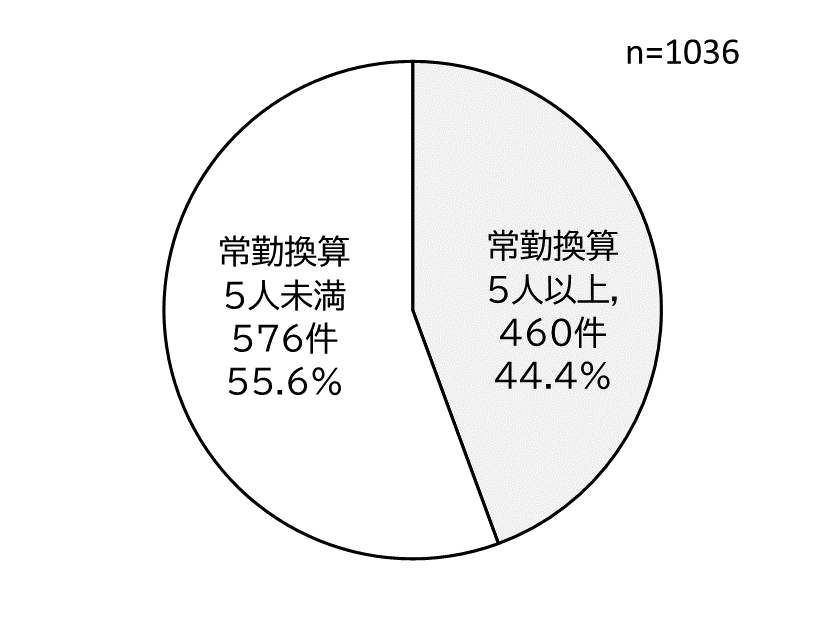 n=1036
常勤換算
5人未満
576件
55.6%
常勤換算
5人以上,
460件
44.4%